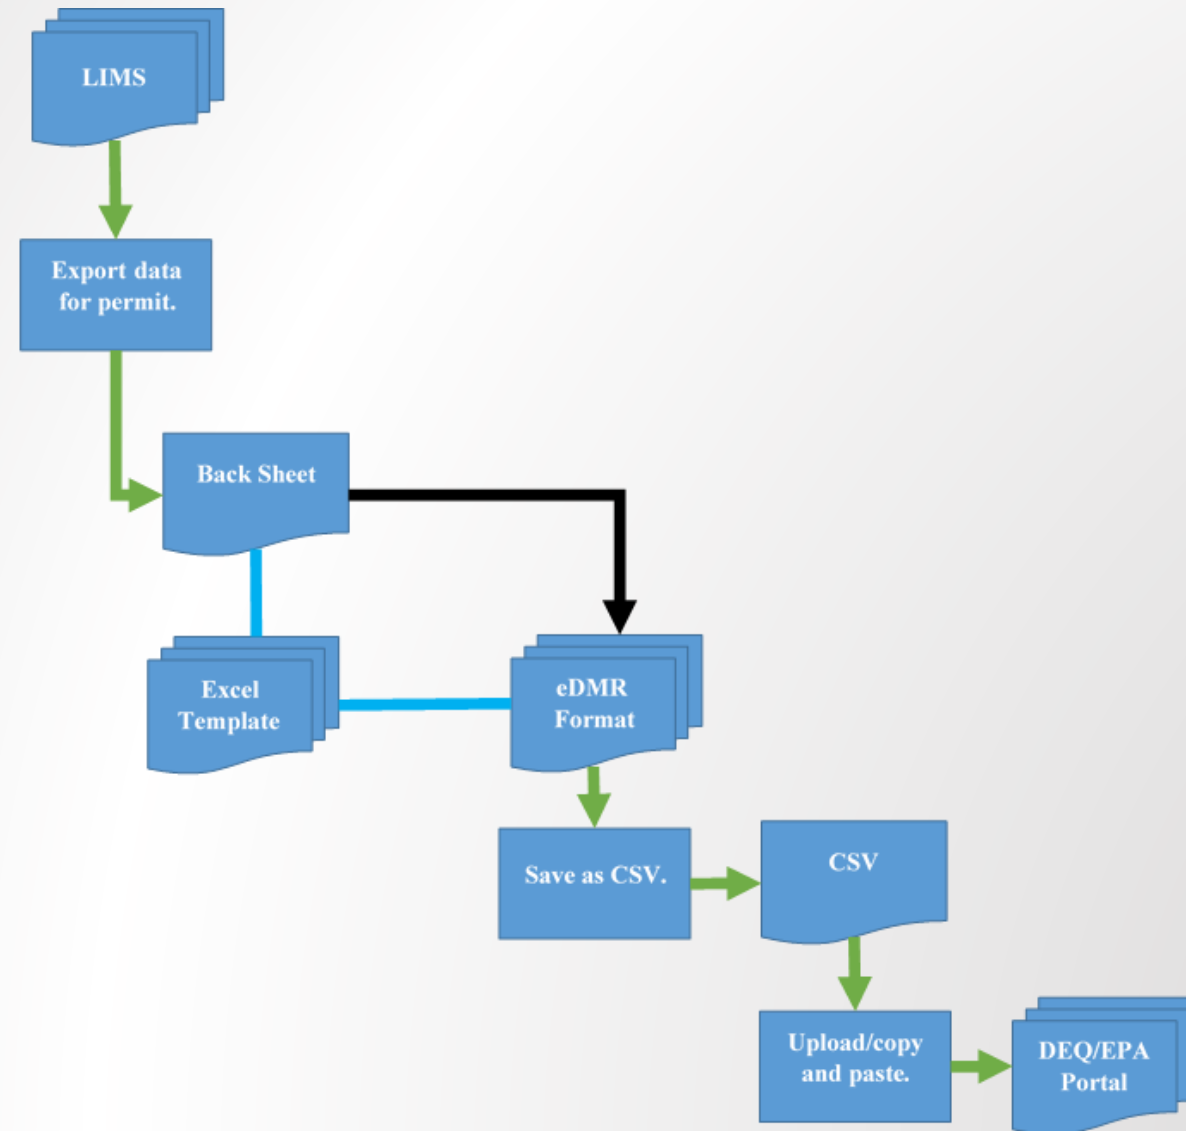 LIMS
Export data
for permit.
Back Sheet
Excel
Template
eDMR
Format
Save as CSV.
CSV
Upload/copy
and paste.
DEQ/EPA
Portal